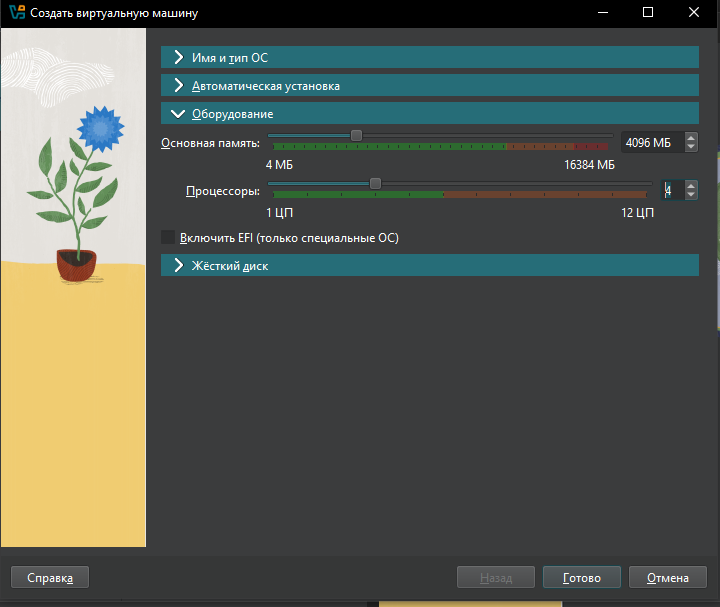 Создать виртуальную машину
Имя и тип ОС
Автоматическая установка
Оборудование
Основная память:
4096 МБ
4 МБ
16384 МБ
Процессоры:
4
1 ЦП
12 ЦП
Включить EFI (только специальные ОС)
Жёсткий диск
Справка
Назад
Готово
Отмена